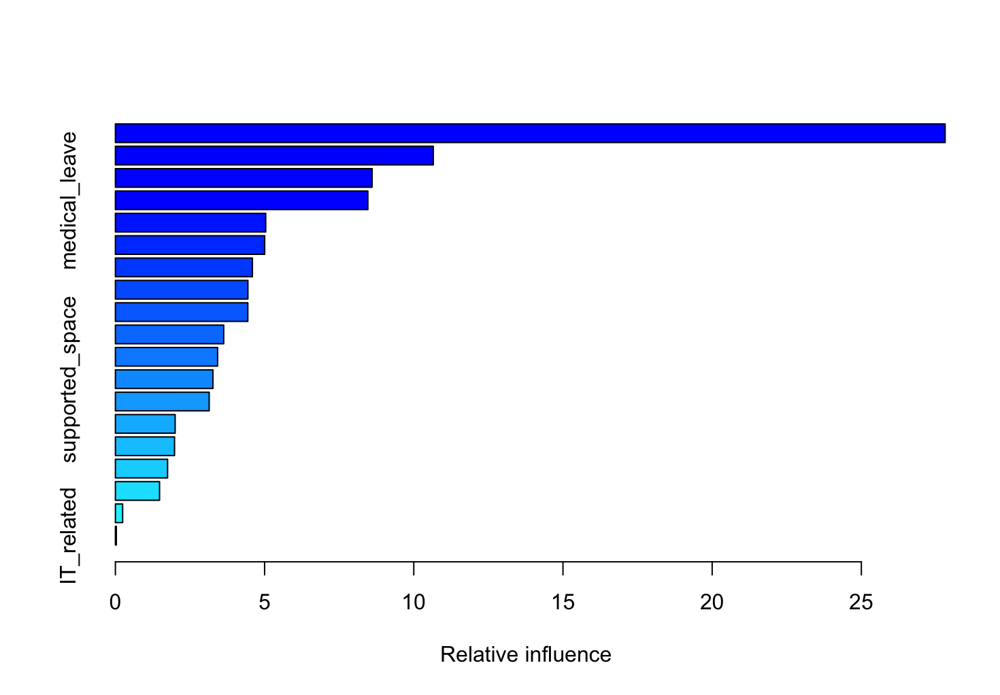 medical_leave
supported_space
IT_related
0 5 10 15 20 25
Relative influence